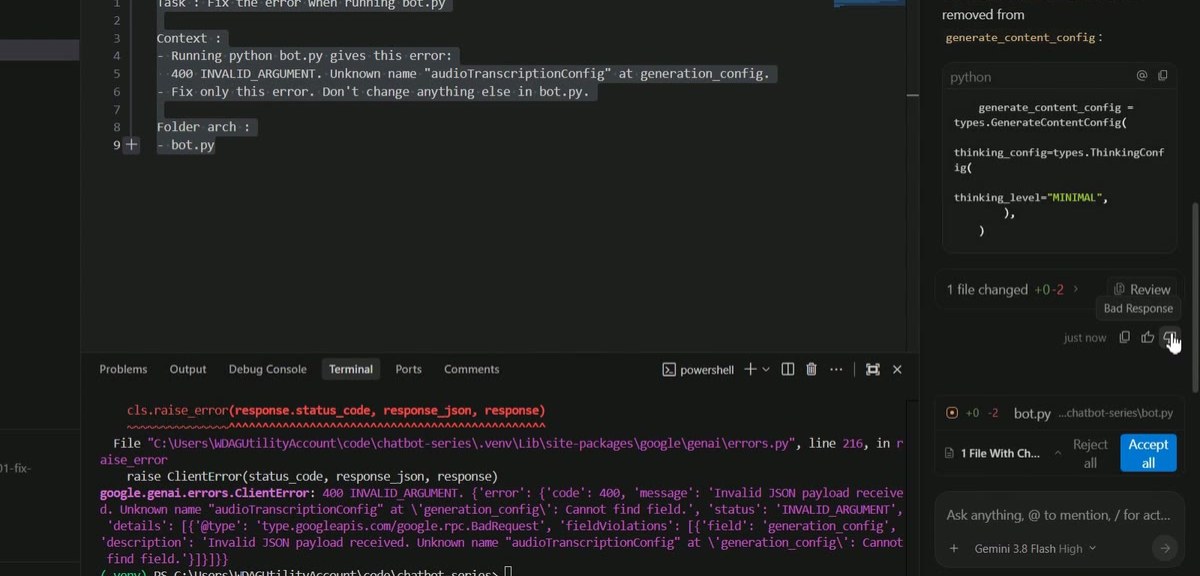 1 Task : Fix the error when running bot.py
2
3 Context :
4 - Running python bot.py gives this error:
5   400 INVALID_ARGUMENT. Unknown name "audioTranscriptionConfig" at generation_config.
6 - Fix only this error. Don't change anything else in bot.py.
7
8 Folder arch :
9 - bot.py
01-fix-
Problems Output Debug Console Terminal Ports Comments
powershell
cls.raise_error(response.status_code, response_json, response)
~~~~~~~~~~~~~~~^^^^^^^^^^^^^^^^^^^^^^^^^^^^^^^^^^^^^^^^^^^^^^
File "C:\Users\WDAGUtilityAccount\code\chatbot-series\.venv\Lib\site-packages\google\genai\errors.py", line 216, in r
aise_error
raise ClientError(status_code, response_json, response)
google.genai.errors.ClientError: 400 INVALID_ARGUMENT. {'error': {'code': 400, 'message': 'Invalid JSON payload receive
d. Unknown name "audioTranscriptionConfig" at \'generation_config\': Cannot find field.', 'status': 'INVALID_ARGUMENT',
'details': [{'@type': 'type.googleapis.com/google.rpc.BadRequest', 'fieldViolations': [{'field': 'generation_config',
'description': 'Invalid JSON payload received. Unknown name "audioTranscriptionConfig" at \'generation_config\': Cannot
find field.'}]}]}}
(.venv) PS C:\Users\WDAGUtilityAccount\code\chatbot-series>
removed from
generate_content_config:
python
generate_content_config =
types.GenerateContentConfig(
thinking_config=types.ThinkingConf
ig(
thinking_level="MINIMAL",
),
)
1 file changed +0 -2 > Review
Bad Response
just now
+0 -2 bot.py ...chatbot-series\bot.py
1 File With Ch...
Reject all
Accept all
Ask anything, @ to mention, / for act...
+ Gemini 3.8 Flash High